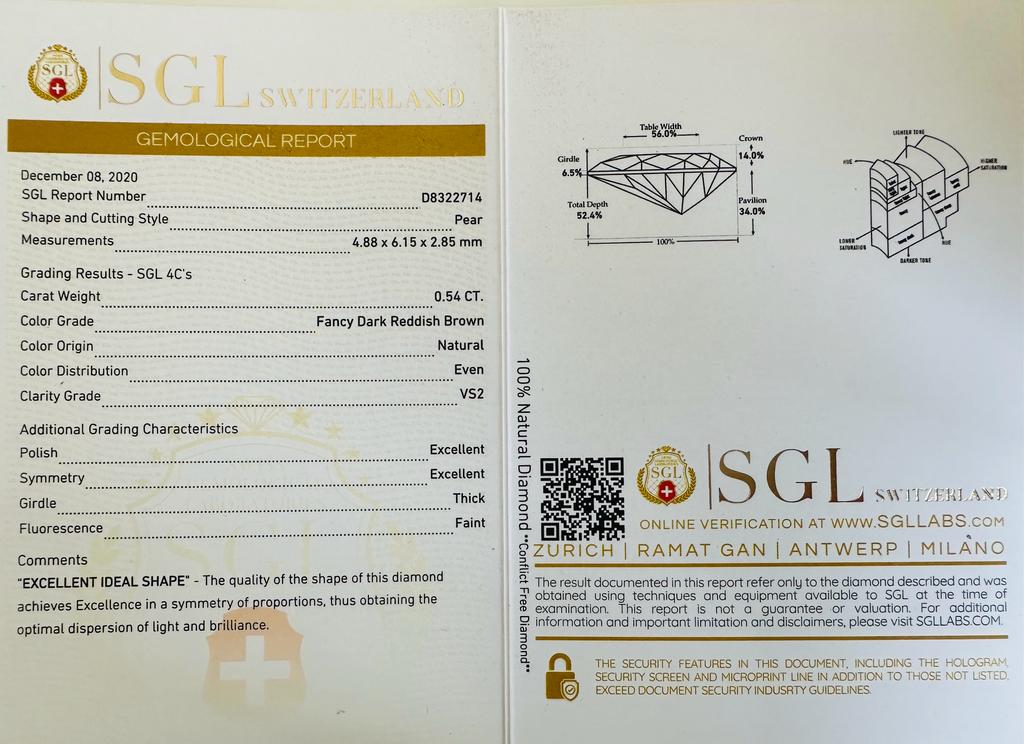 SGL
SGL SWITZERLAND
GEMOLOGICAL REPORT
December 08, 2020
SGL Report Number D8322714
Shape and Cutting Style Pear
Measurements 4.88 x 6.15 x 2.85 mm
Grading Results - SGL 4C's
Carat Weight 0.54 CT.
Color Grade Fancy Dark Reddish Brown
Color Origin Natural
Color Distribution Even
Clarity Grade VS2
Additional Grading Characteristics
Polish Excellent
Symmetry Excellent
Girdle Thick
Fluorescence Faint
Comments
"EXCELLENT IDEAL SHAPE" - The quality of the shape of this diamond
achieves Excellence in a symmetry of proportions, thus obtaining the
optimal dispersion of light and brilliance.
Table Width
56.0%
Crown
14.0%
Girdle
6.5%
Total Depth
52.4%
Pavilion
34.0%
100%
LIGHTER TONE
HUE
HIGHER
SATURATION
LOWER
SATURATION
HUE
DARKER TONE
100% Natural Diamond "Conflict Free Diamond"
SGL
SGL SWITZERLAND
ONLINE VERIFICATION AT WWW.SGLLABS.COM
ZURICH | RAMAT GAN | ANTWERP | MILANO
The result documented in this report refer only to the diamond described and was
obtained using techniques and equipment available to SGL at the time of
examination. This report is not a guarantee or valuation. For additional
information and important limitation and disclaimers, please visit SGLLABS.COM.
THE SECURITY FEATURES IN THIS DOCUMENT, INCLUDING THE HOLOGRAM,
SECURITY SCREEN AND MICROPRINT LINE IN ADDITION TO THOSE NOT LISTED,
EXCEED DOCUMENT SECURITY INDUSRTY GUIDELINES.